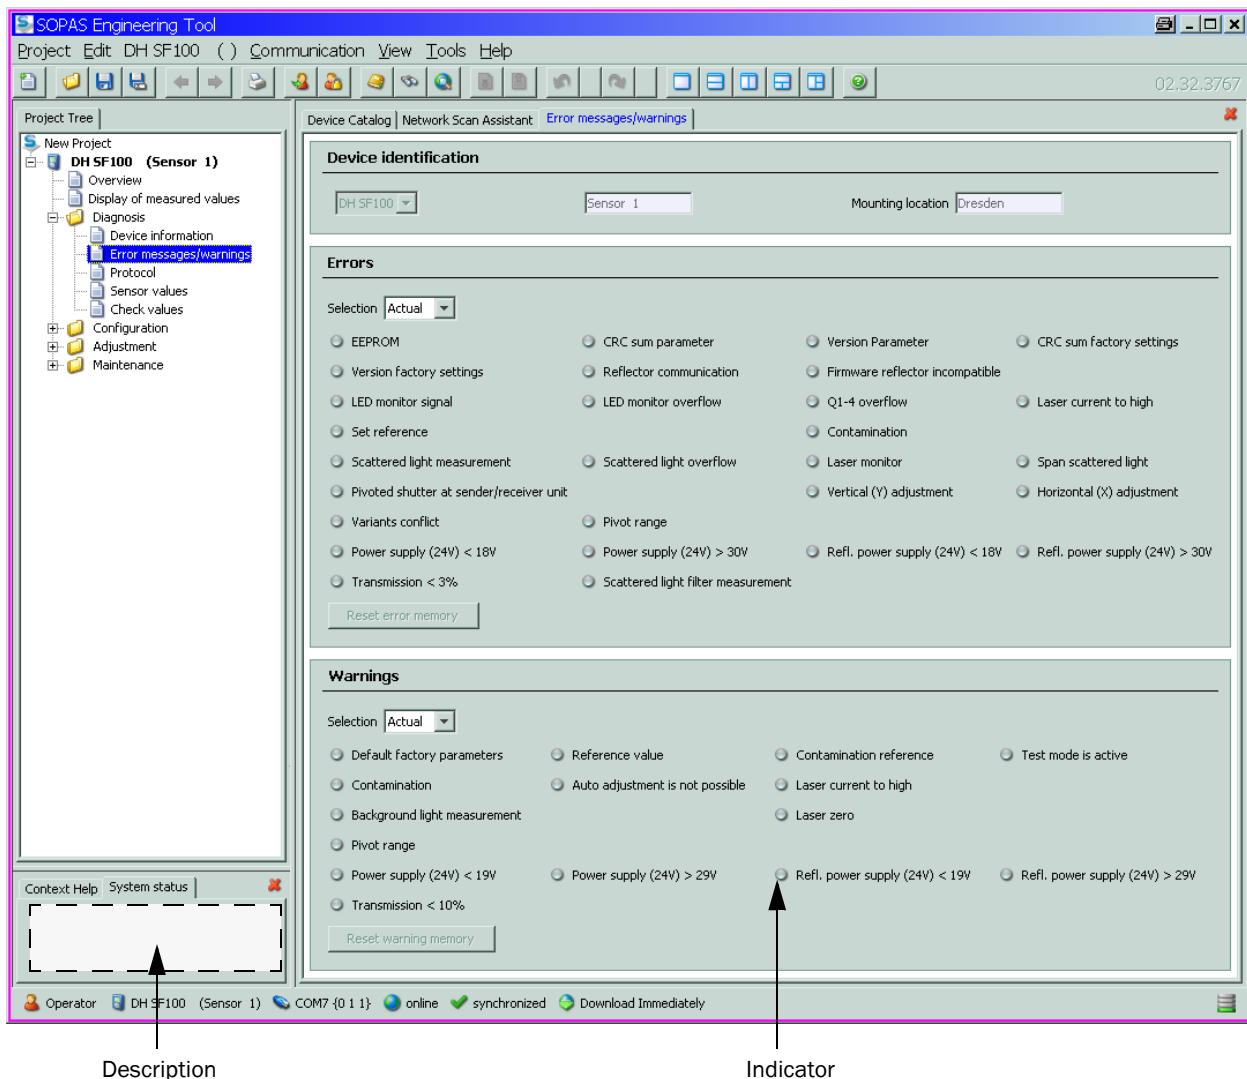 SOPAS Engineering Tool
Project Edit DH SF100 ( ) Communication View Tools Help
02.32.3767
Project Tree
New Project
DH SF100 (Sensor 1)
Overview
Display of measured values
Diagnosis
Device information
Error messages/warnings
Protocol
Sensor values
Check values
Configuration
Adjustment
Maintenance
Device Catalog Network Scan Assistant Error messages/warnings
Device identification
DH SF100 Sensor 1 Mounting location Dresden
Errors
Selection Actual
EEPROM CRC sum parameter Version Parameter CRC sum factory settings
Version factory settings Reflector communication Firmware reflector incompatible
LED monitor signal LED monitor overflow Q1-4 overflow Laser current to high
Set reference Contamination
Scattered light measurement Scattered light overflow Laser monitor Span scattered light
Pivoted shutter at sender/receiver unit Vertical (Y) adjustment Horizontal (X) adjustment
Variants conflict Pivot range
Power supply (24V) < 18V Power supply (24V) > 30V Refl. power supply (24V) < 18V Refl. power supply (24V) > 30V
Transmission < 3% Scattered light filter measurement
Reset error memory
Warnings
Selection Actual
Default factory parameters Reference value Contamination reference Test mode is active
Contamination Auto adjustment is not possible Laser current to high
Background light measurement Laser zero
Pivot range
Power supply (24V) < 19V Power supply (24V) > 29V Refl. power supply (24V) < 19V Refl. power supply (24V) > 29V
Transmission < 10%
Reset warning memory
Context Help System status
Operator DH SF100 (Sensor 1) COM7 {0 1 1} online synchronized Download Immediately
Description Indicator